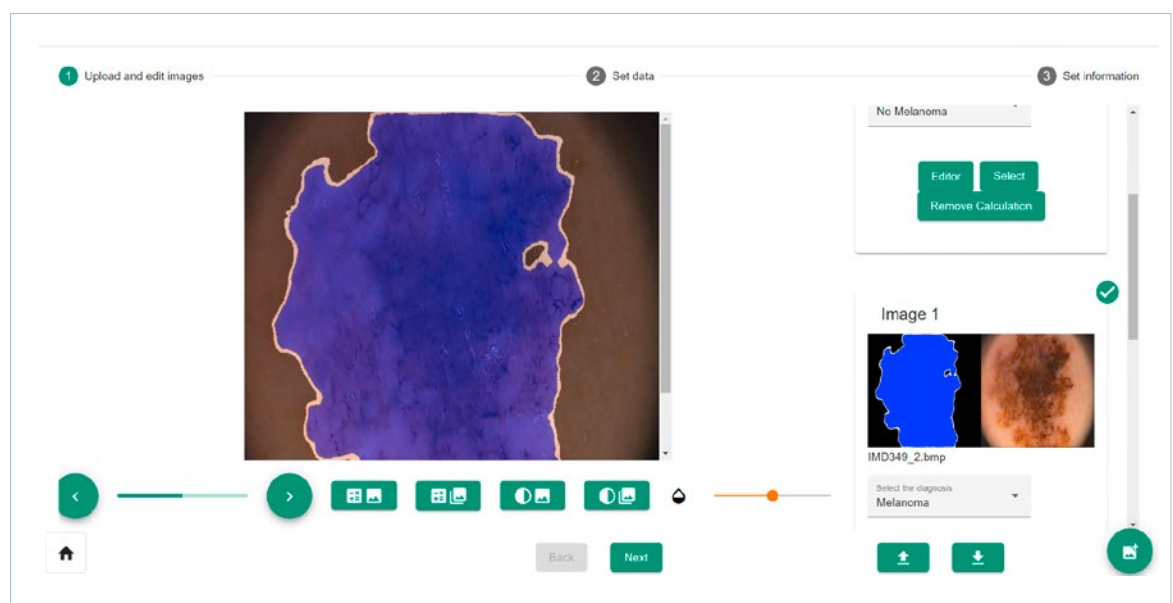 1 Upload and edit images
2 Set data
3 Set information
No Melanoma
Editor
Select
Remove Calculation
Image 1
IMD349_2.bmp
Select the diagnosis
Melanoma
Back
Next